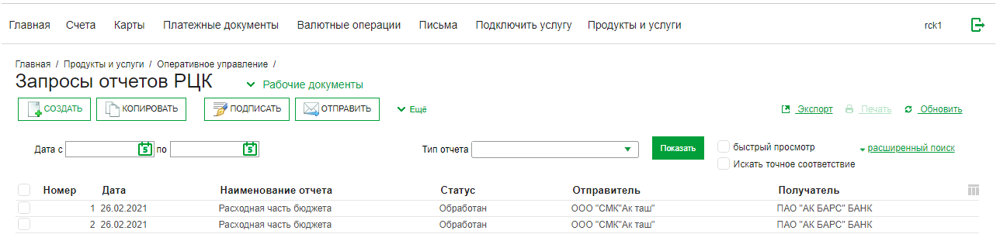 Главная Счета Карты Платежные документы Валютные операции Письма Подключить услугу Продукты и услуги rck1
Главная / Продукты и услуги / Оперативное управление /
Запросы отчетов РЦК Рабочие документы
СОЗДАТЬ КОПИРОВАТЬ ПОДПИСАТЬ ОТПРАВИТЬ Ещё Экспорт Печать Обновить
Дата с 5 по 5 Тип отчета Показать быстрый просмотр расширенный поиск
Искать точное соответствие
Номер Дата Наименование отчета Статус Отправитель Получатель
1 26.02.2021 Расходная часть бюджета Обработан ООО "СМК"Ак таш" ПАО "АК БАРС" БАНК
2 26.02.2021 Расходная часть бюджета Обработан ООО "СМК"Ак таш" ПАО "АК БАРС" БАНК